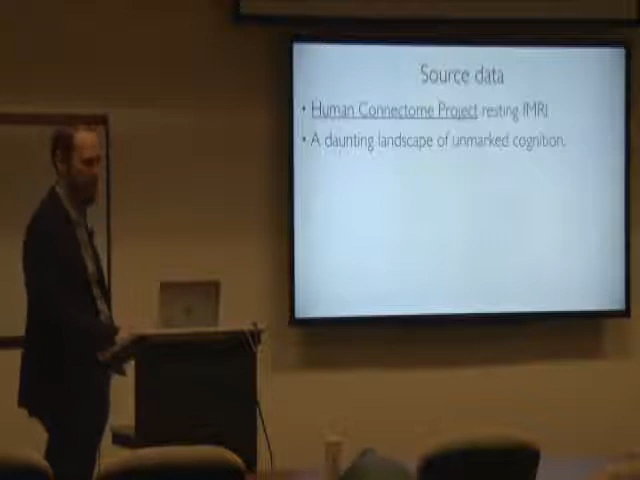 Source data
• Human Connectome Project resting fMRI
• A daunting landscape of unmarked cognition.